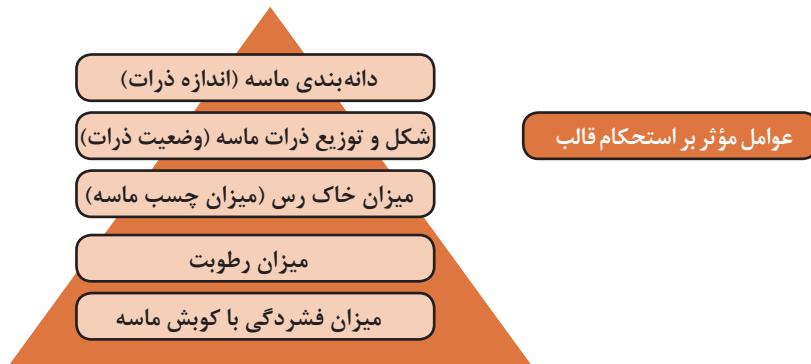 عوامل مؤثر بر استحکام قالب
دانه‌بندی ماسه (اندازه ذرات)
شکل و توزیع ذرات ماسه (وضعیت ذرات)
میزان خاک رس (میزان چسب ماسه)
میزان رطوبت
میزان فشردگی با کوبش ماسه